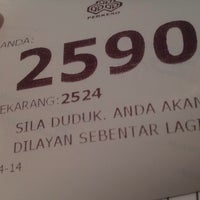 PERKESO
ANDA:
2590
EKARANG: 2524
SILA DUDUK. ANDA AKAN
DILAYAN SEBENTAR LAGI
4-14